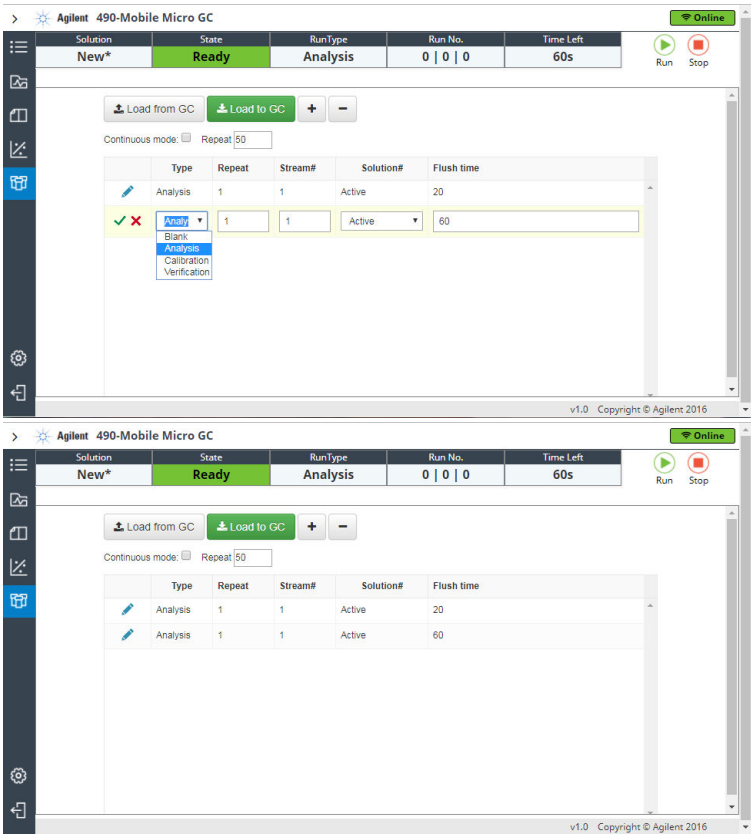 > Agilent 490-Mobile Micro GC Online
Solution State RunType Run No. Time Left
New* Ready Analysis 0 | 0 | 0 60s
Run Stop
Load from GC Load to GC + −
Continuous mode: Repeat 50
Type Repeat Stream# Solution# Flush time
Analysis 1 1 Active 20
Analy 1 1 Active 60
Blank
Analysis
Calibration
Verification
v1.0 Copyright © Agilent 2016
> Agilent 490-Mobile Micro GC Online
Solution State RunType Run No. Time Left
New* Ready Analysis 0 | 0 | 0 60s
Run Stop
Load from GC Load to GC + −
Continuous mode: Repeat 50
Type Repeat Stream# Solution# Flush time
Analysis 1 1 Active 20
Analysis 1 1 Active 60
v1.0 Copyright © Agilent 2016